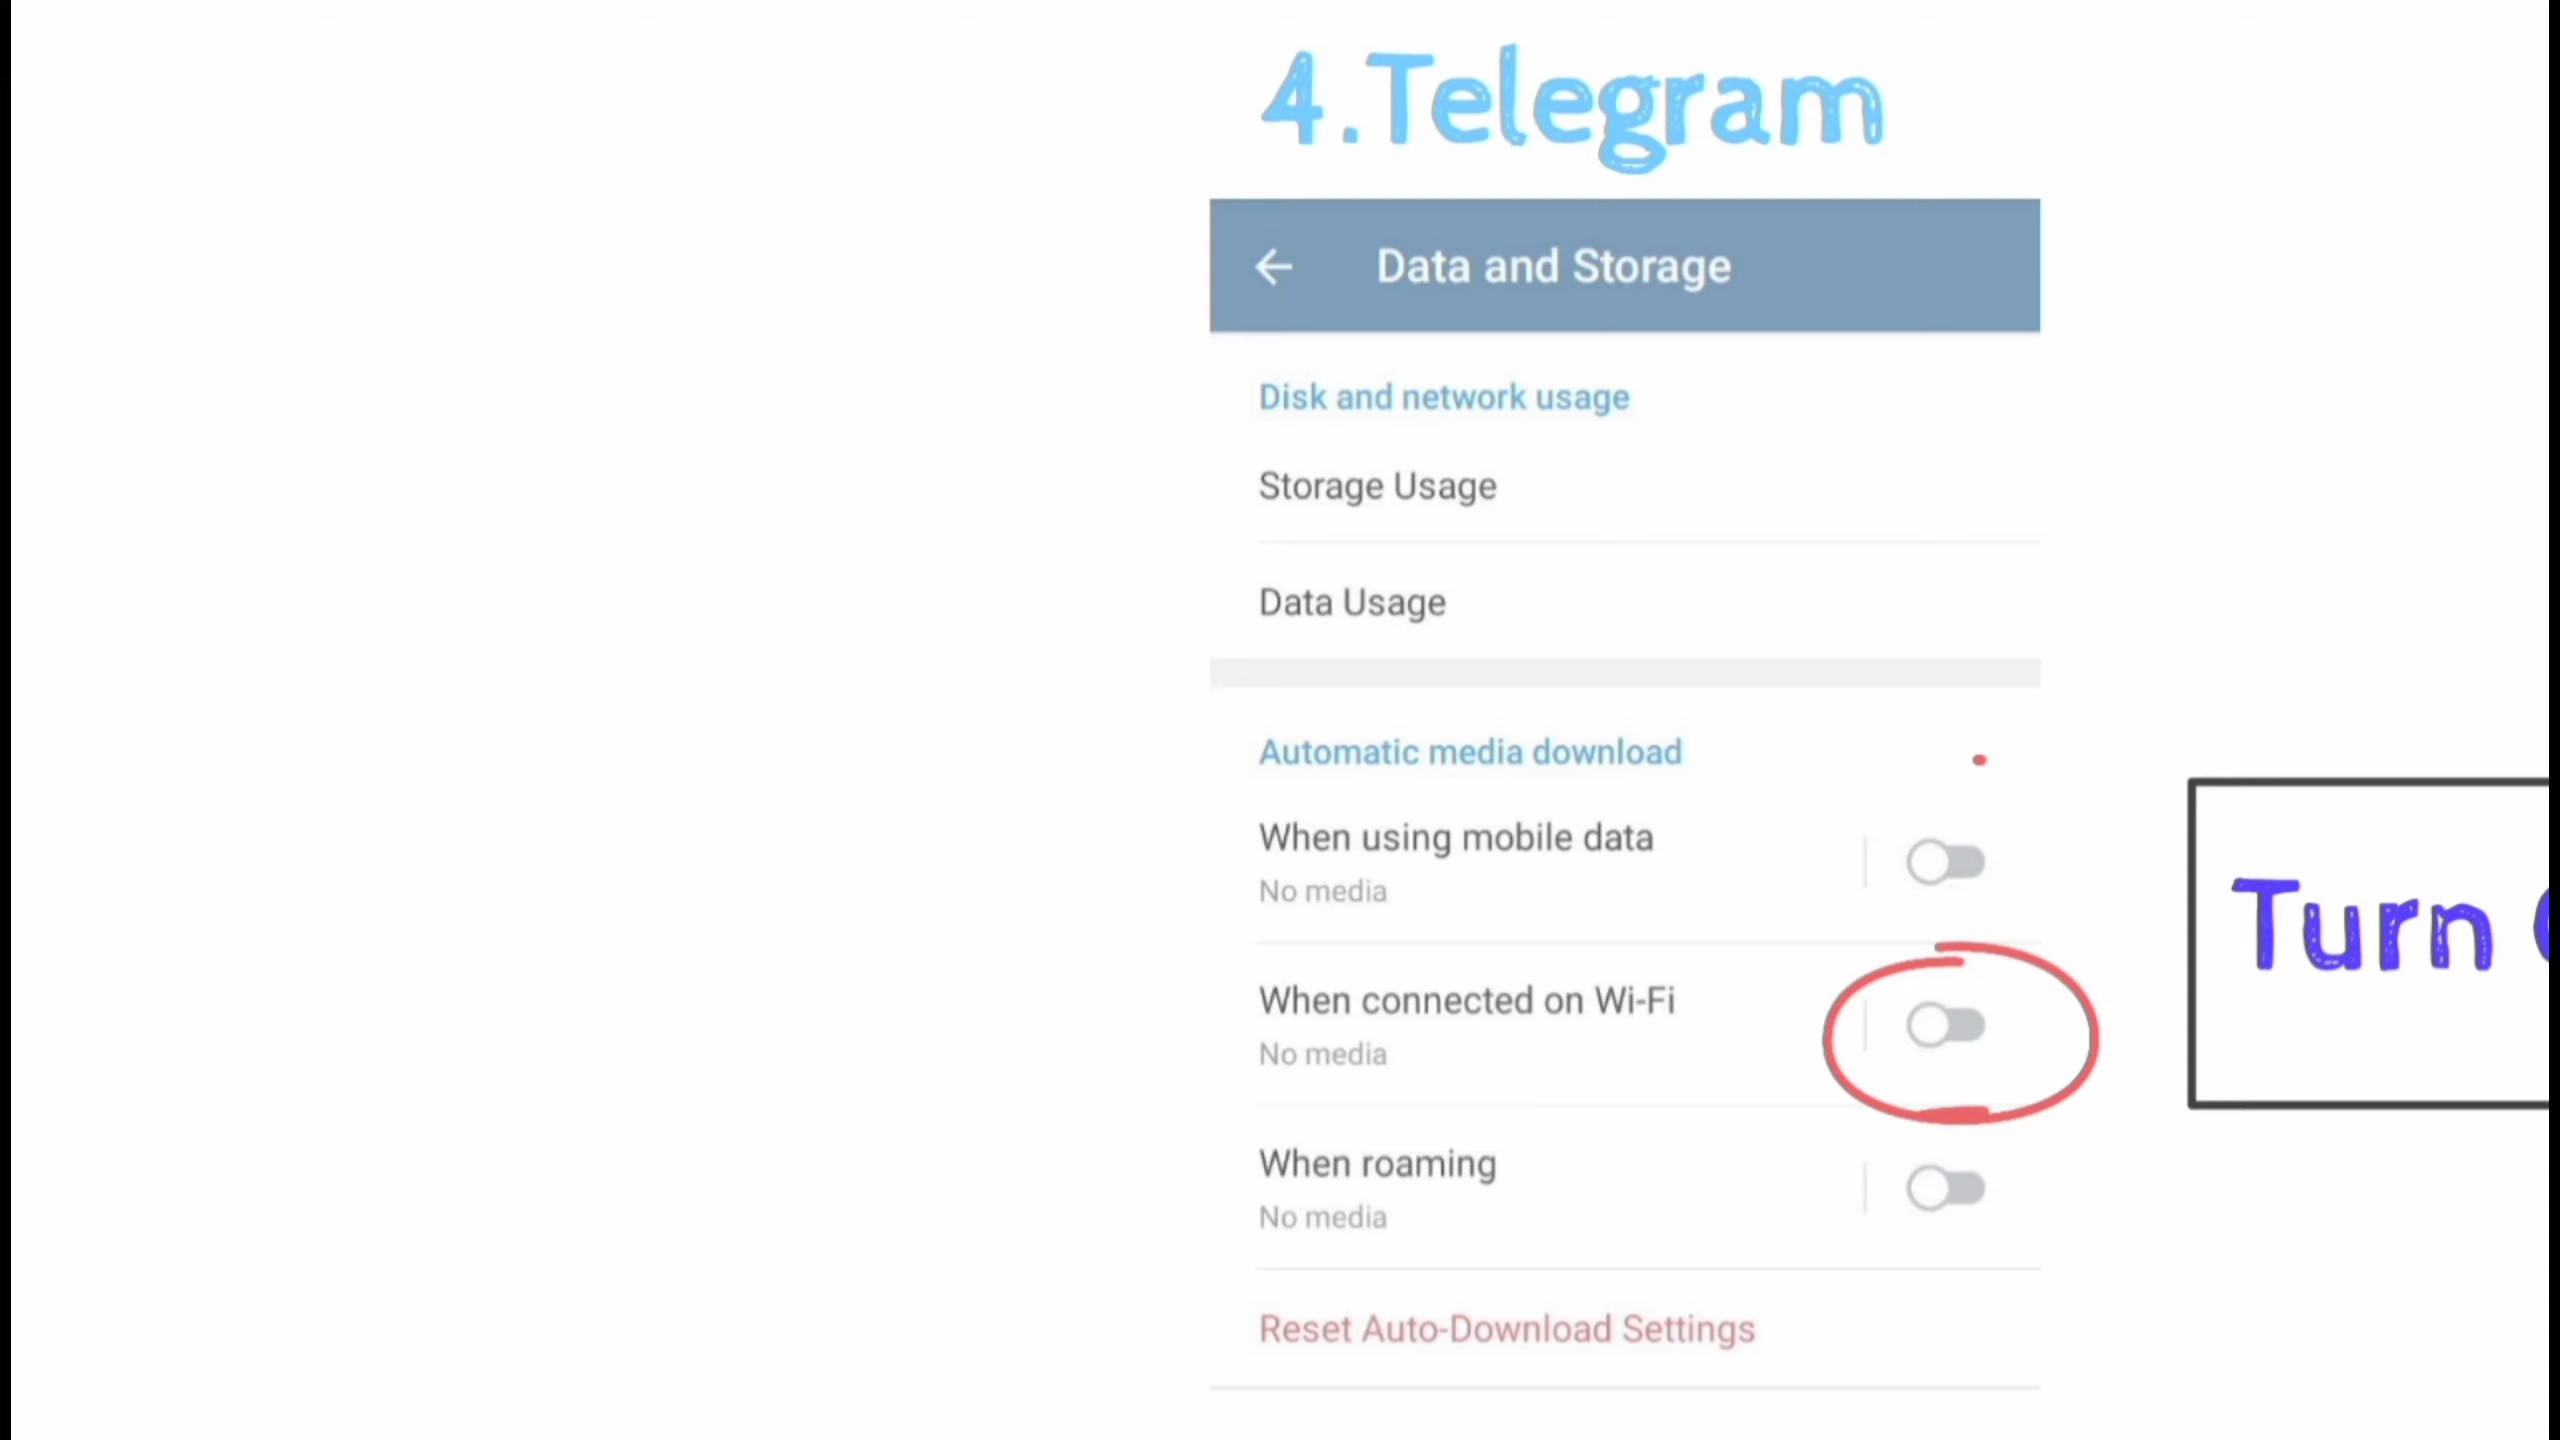 4.Telegram
Data and Storage
Disk and network usage
Storage Usage
Data Usage
Automatic media download
When using mobile data
No media
When connected on Wi-Fi
No media
When roaming
No media
Reset Auto-Download Settings
Turn